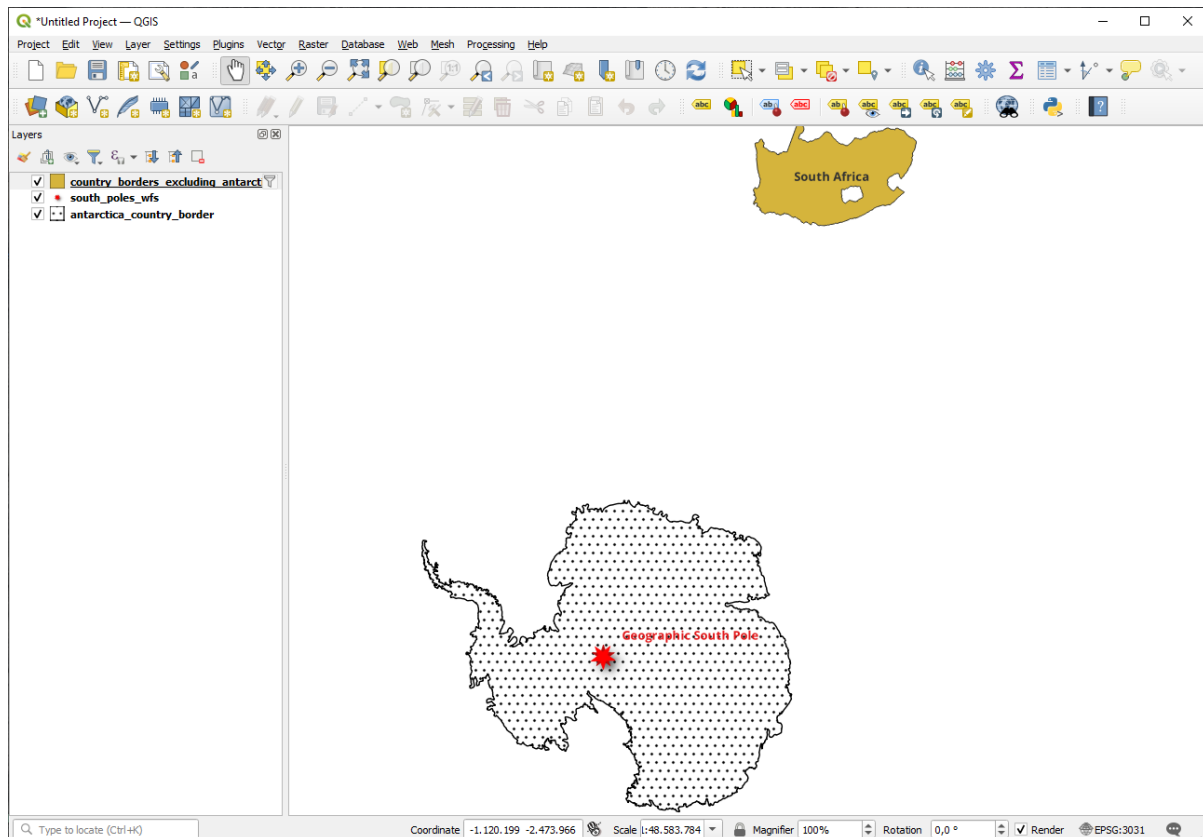 *Untitled Project — QGIS
Project Edit View Layer Settings Plugins Vector Raster Database Web Mesh Processing Help
Layers
country_borders_excluding_antarct
south_poles_wfs
antarctica_country_border
South Africa
Geographic South Pole
Type to locate (Ctrl+K)
Coordinate -1.120.199 -2.473.966 Scale l:48.583.784 Magnifier 100% Rotation 0,0 ° Render EPSG:3031